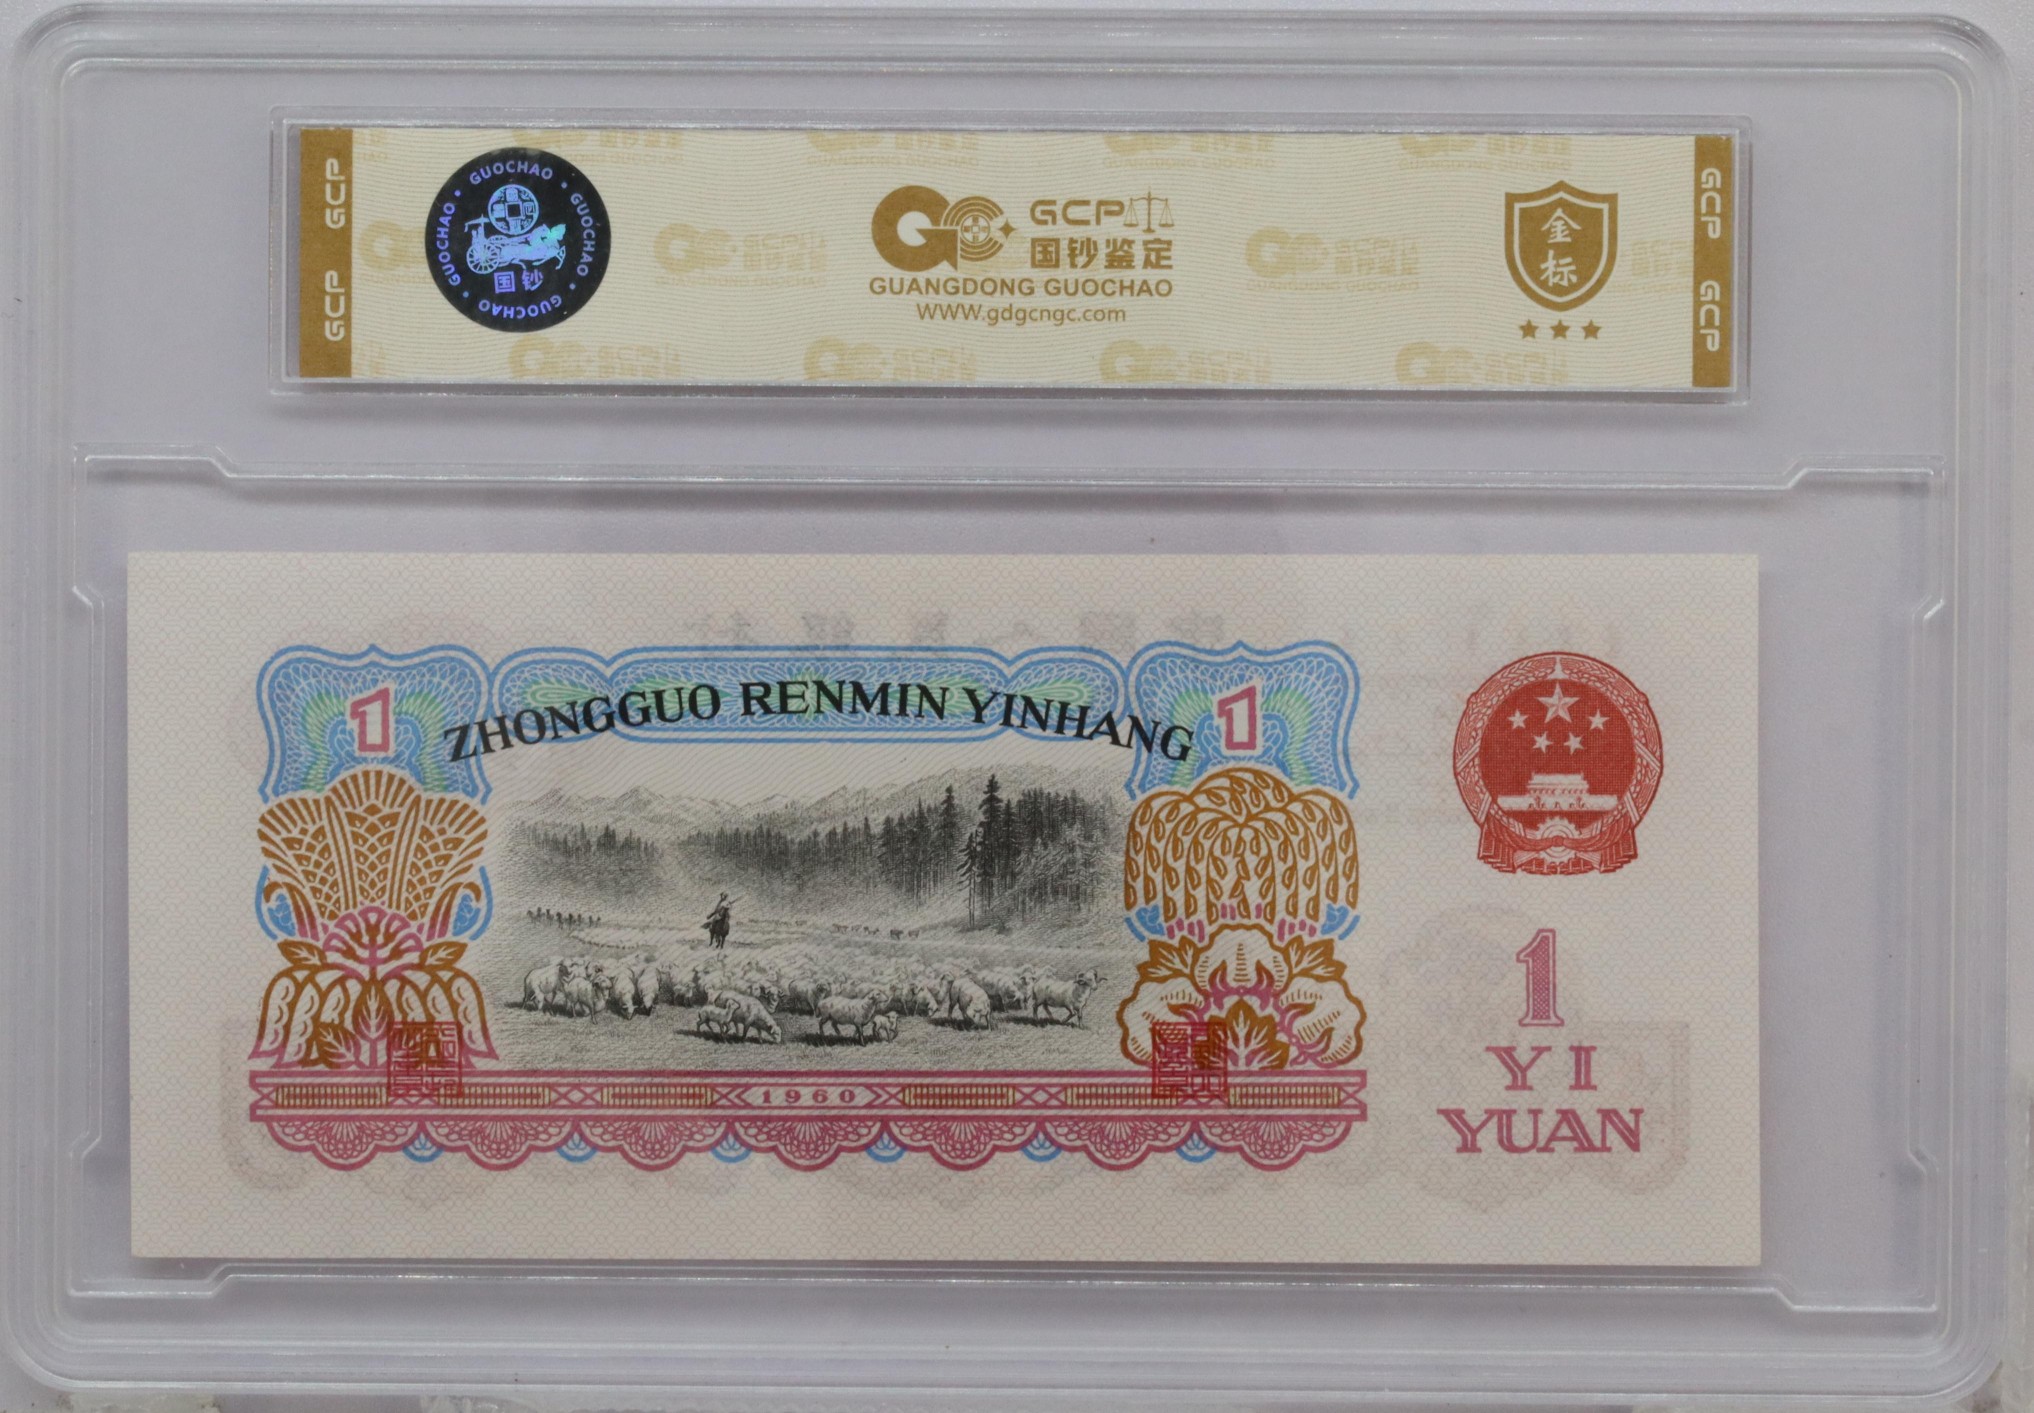 GCP GCP
GUOCHAO • GUOCHAO • GUOCHAO • GUOCHAO •
国钞
GC GCP
国钞鉴定
GUANGDONG GUOCHAO
WWW.gdgcngc.com
金
标
GCP GCP
ZHONGGUO RENMIN YINHANG
1 1
1960
1
YI
YUAN